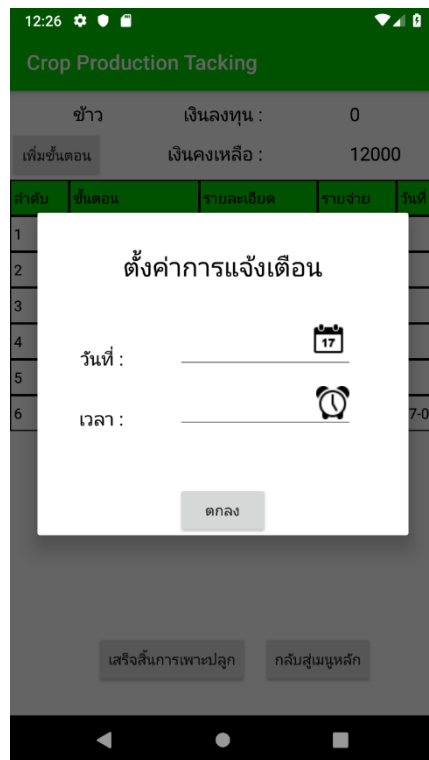 12:26
Crop Production Tacking
ข้าว เงินลงทุน : 0
เพิ่มขั้นตอน เงินคงเหลือ : 12000
ลำดับ ขั้นตอน รายละเอียด รายจ่าย วันที่
1
ตั้งค่าการแจ้งเตือน
2
3
17
4
วันที่ :
5
6 7-0
เวลา :
ตกลง
เสร็จสิ้นการเพาะปลูก กลับสู่เมนูหลัก